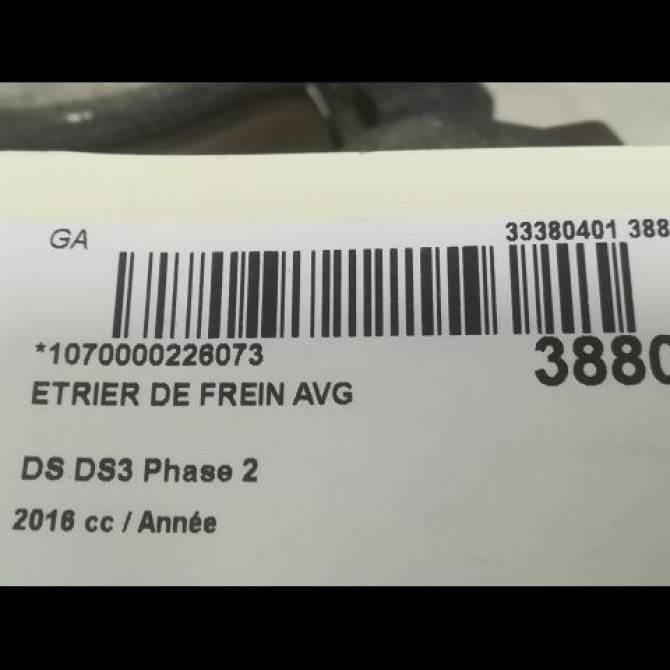 GA
33380401 388
*1070000226073
3880
ETRIER DE FREIN AVG
DS DS3 Phase 2
2016 cc / Année